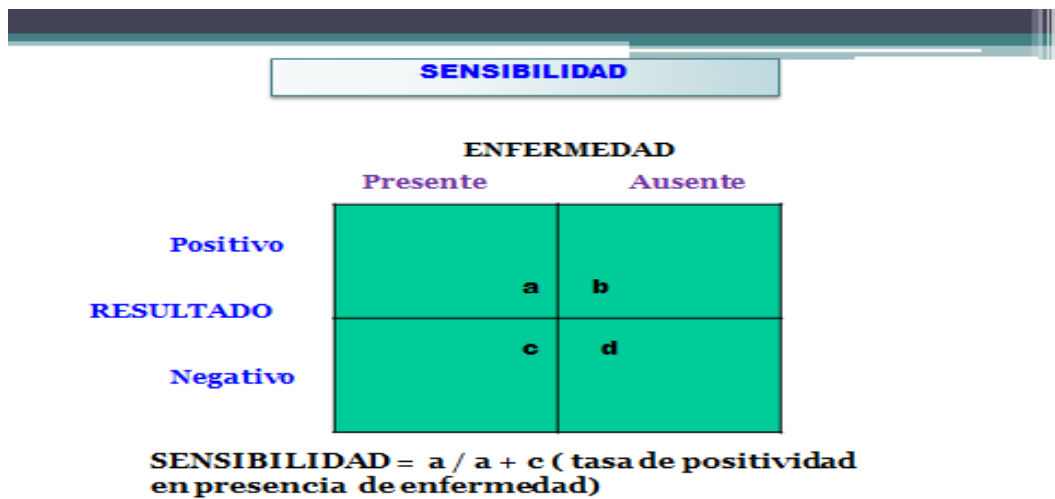 SENSIBILIDAD
ENFERMEDAD
Presente Ausente
Positivo
a b
RESULTADO
c d
Negativo
SENSIBILIDAD = a / a + c ( tasa de positividad
en presencia de enfermedad)